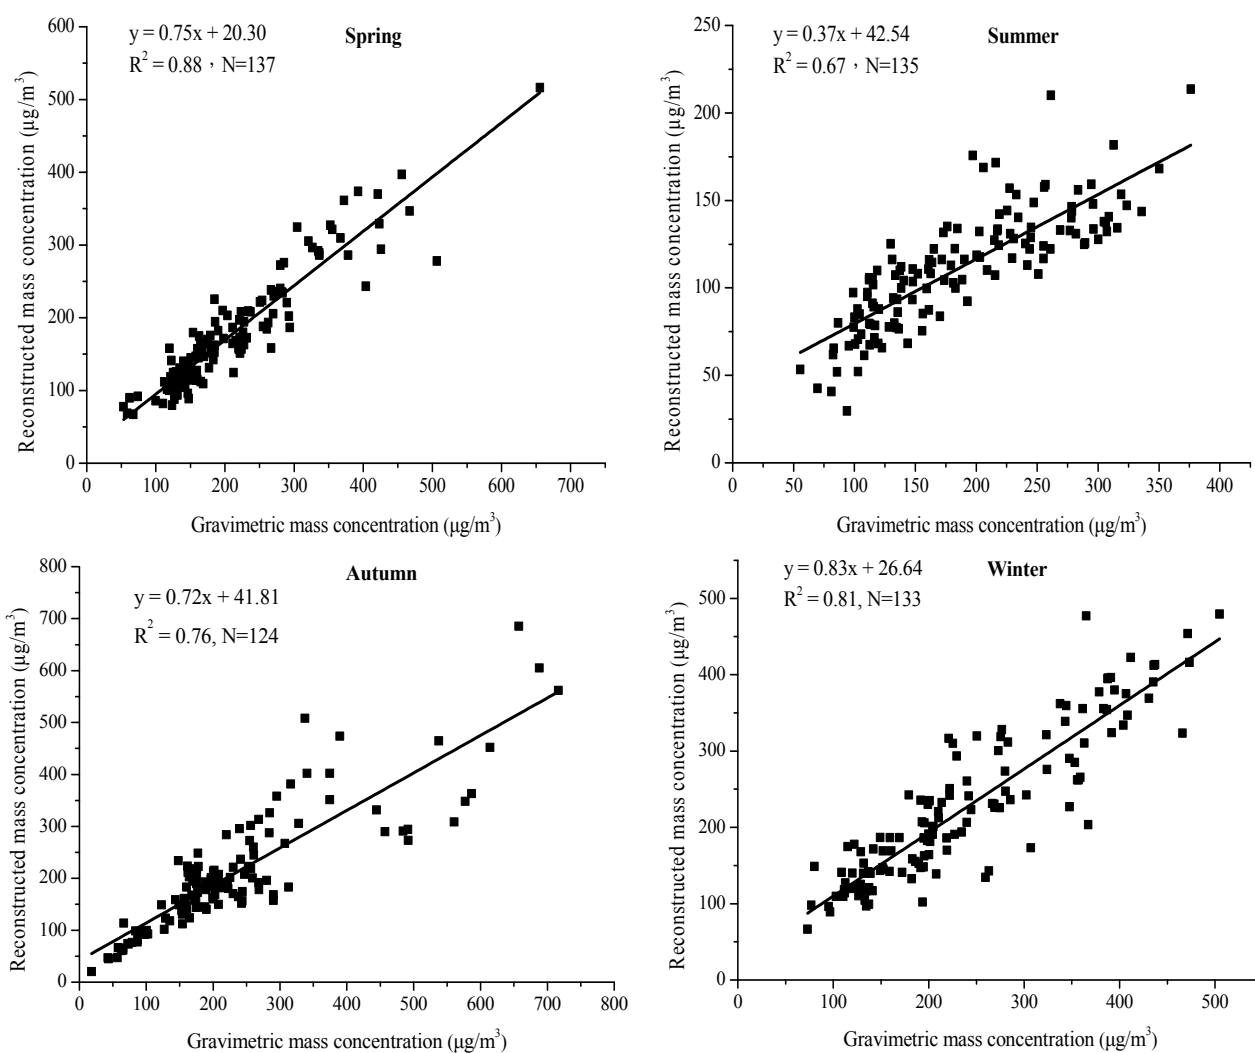 y = 0.75x + 20.30
Spring
R² = 0.88，N=137
Reconstructed mass concentration (μg/m³)
600
500
400
300
200
100
0
0 100 200 300 400 500 600 700
Gravimetric mass concentration (μg/m³)
y = 0.37x + 42.54
Summer
R² = 0.67，N=135
Reconstructed mass concentration (μg/m³)
250
200
150
100
50
0
0 50 100 150 200 250 300 350 400
Gravimetric mass concentration (μg/m³)
Autumn
y = 0.72x + 41.81
R² = 0.76, N=124
Reconstructed mass concentration (μg/m³)
800
700
600
500
400
300
200
100
0
0 100 200 300 400 500 600 700 800
Gravimetric mass concentration (μg/m³)
y = 0.83x + 26.64
Winter
R² = 0.81, N=133
Reconstructed mass concentration (μg/m³)
500
400
300
200
100
0
0 100 200 300 400 500
Gravimetric mass concentration (μg/m³)